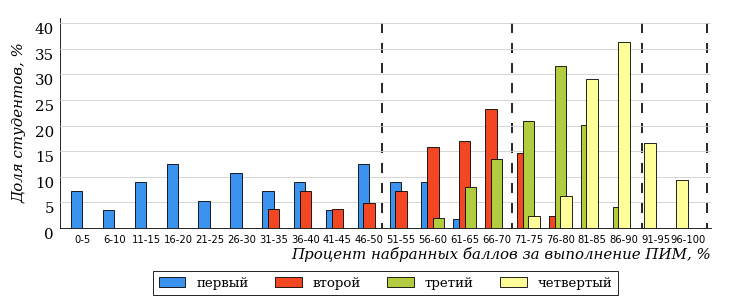 Доля студентов, %
40
35
30
25
20
15
10
5
0
0-5 6-10 11-15 16-20 21-25 26-30 31-35 36-40 41-45 46-50 51-55 56-60 61-65 66-70 71-75 76-80 81-85 86-90 91-95 96-100
Процент набранных баллов за выполнение ПИМ, %
первый второй третий четвертый